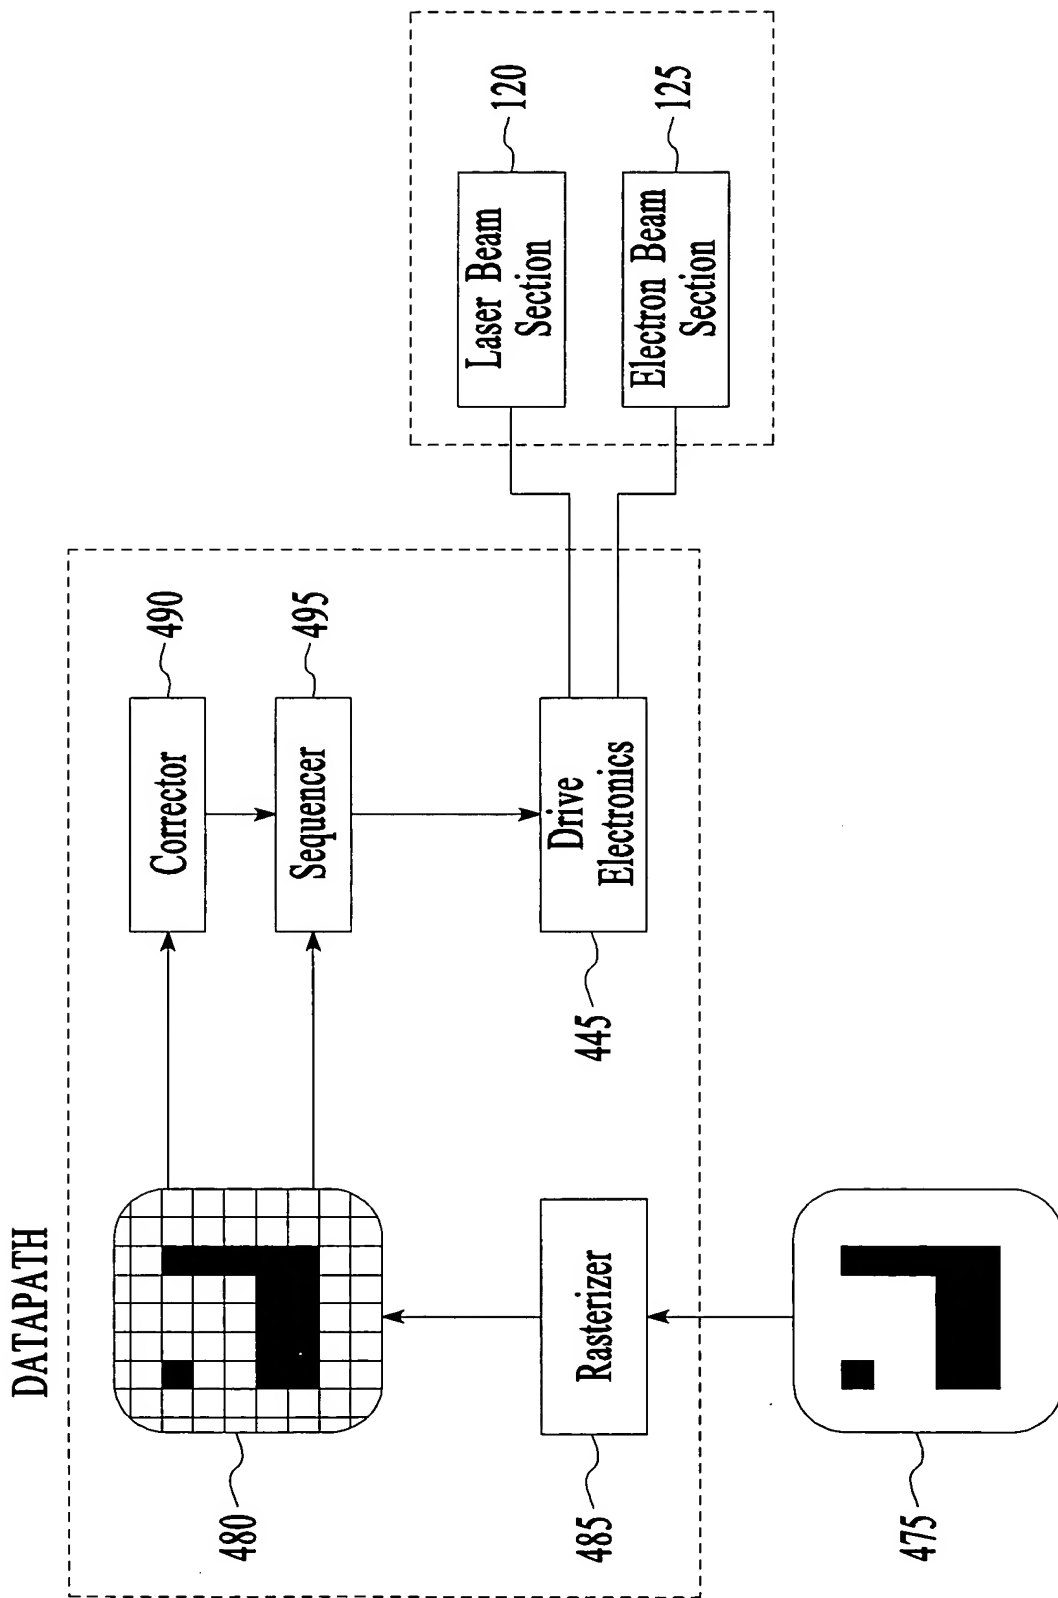 DATAPATH
480
Corrector
490
Sequencer
495
485
Rasterizer
445
Drive
Electronics
Laser Beam
Section
120
Electron Beam
Section
125
475